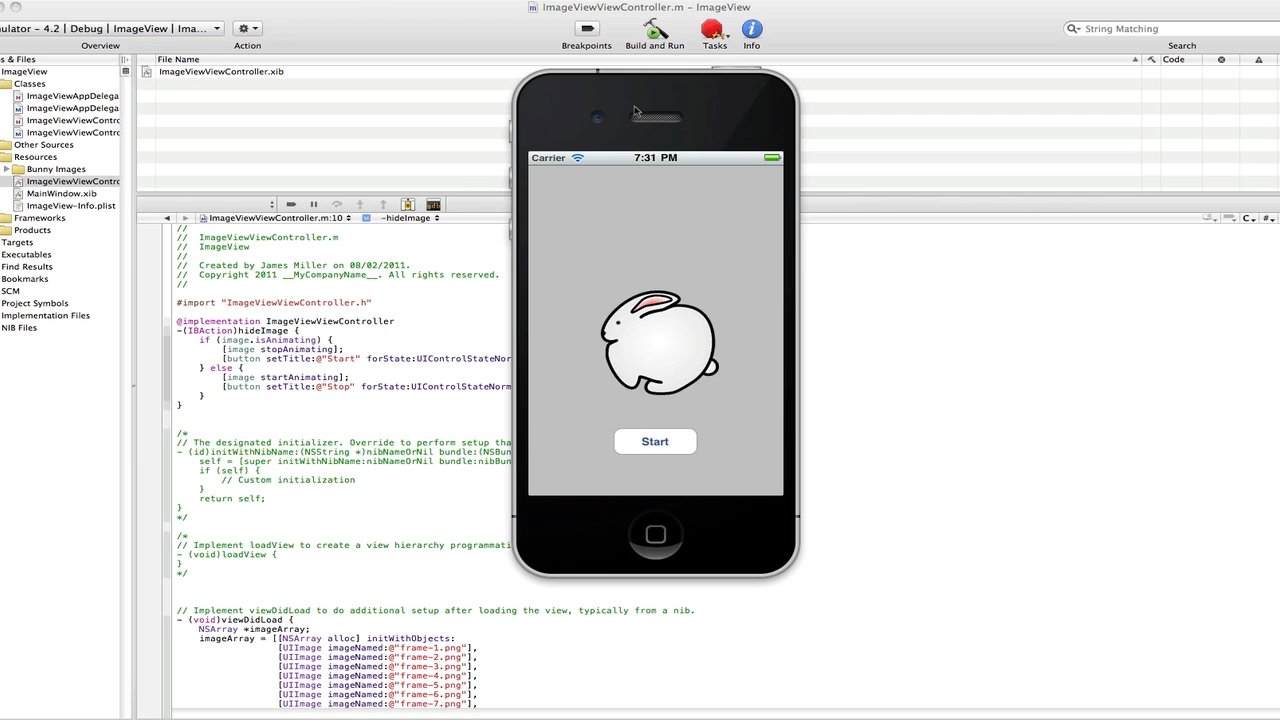 ImageViewViewController.m - ImageView
mulator - 4.2 | Debug | ImageView | Ima...
Overview
Action
Breakpoints
Build and Run
Tasks
Info
String Matching
Search
s & Files
File Name
Code
ImageView
ImageViewViewController.xib
Classes
ImageViewAppDelega
ImageViewAppDelega
ImageViewViewContro
ImageViewViewContro
Other Sources
Resources
Bunny Images
ImageViewViewContro
MainWindow.xib
ImageView-Info.plist
Frameworks
Products
Targets
Executables
Find Results
Bookmarks
SCM
Project Symbols
Implementation Files
NIB Files
gdb
ImageViewViewController.m:10
-hideImage
C
#
//
//  ImageViewViewController.m
//  ImageView
//
//  Created by James Miller on 08/02/2011.
//  Copyright 2011 __MyCompanyName__. All rights reserved.
//
#import "ImageViewViewController.h"
@implementation ImageViewViewController
-(IBAction)hideImage {
if (image.isAnimating) {
[image stopAnimating];
[button setTitle:@"Start" forState:UIControlStateNor
} else {
[image startAnimating];
[button setTitle:@"Stop" forState:UIControlStateNorm
}
}
/*
// The designated initializer. Override to perform setup tha
- (id)initWithNibName:(NSString *)nibNameOrNil bundle:(NSBun
self = [super initWithNibName:nibNameOrNil bundle:nibBun
if (self) {
// Custom initialization
}
return self;
}
*/
/*
// Implement loadView to create a view hierarchy programmati
- (void)loadView {
}
*/
// Implement viewDidLoad to do additional setup after loading the view, typically from a nib.
- (void)viewDidLoad {
NSArray *imageArray;
imageArray = [[NSArray alloc] initWithObjects:
[UIImage imageNamed:@"frame-1.png"],
[UIImage imageNamed:@"frame-2.png"],
[UIImage imageNamed:@"frame-3.png"],
[UIImage imageNamed:@"frame-4.png"],
[UIImage imageNamed:@"frame-5.png"],
[UIImage imageNamed:@"frame-6.png"],
[UIImage imageNamed:@"frame-7.png"],
Carrier
7:31 PM
Start